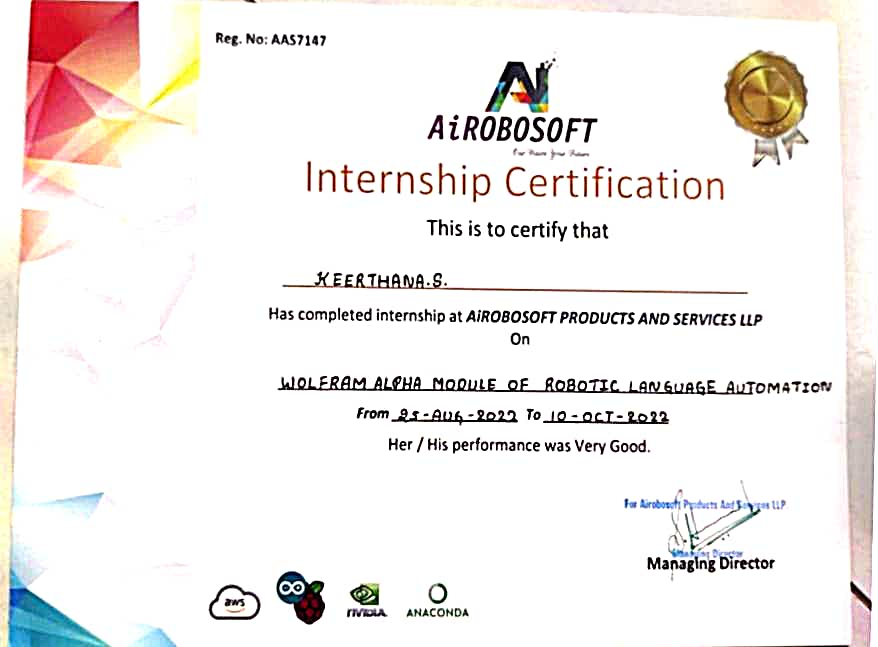 Reg. No: AAS7147
AiROBOSOFT
Internship Certification
This is to certify that
KEERTHANA.S.
Has completed internship at AiROBOSOFT PRODUCTS AND SERVICES LLP
On
WOLFRAM ALPHA MODULE OF ROBOTIC LANGUAGE AUTOMATION
From 25-AUG-2022 To 10-OCT-2022
Her / His performance was Very Good.
For Airobosoft Products And Services LLP
Managing Director
Managing Director
aws
NVIDIA
ANACONDA